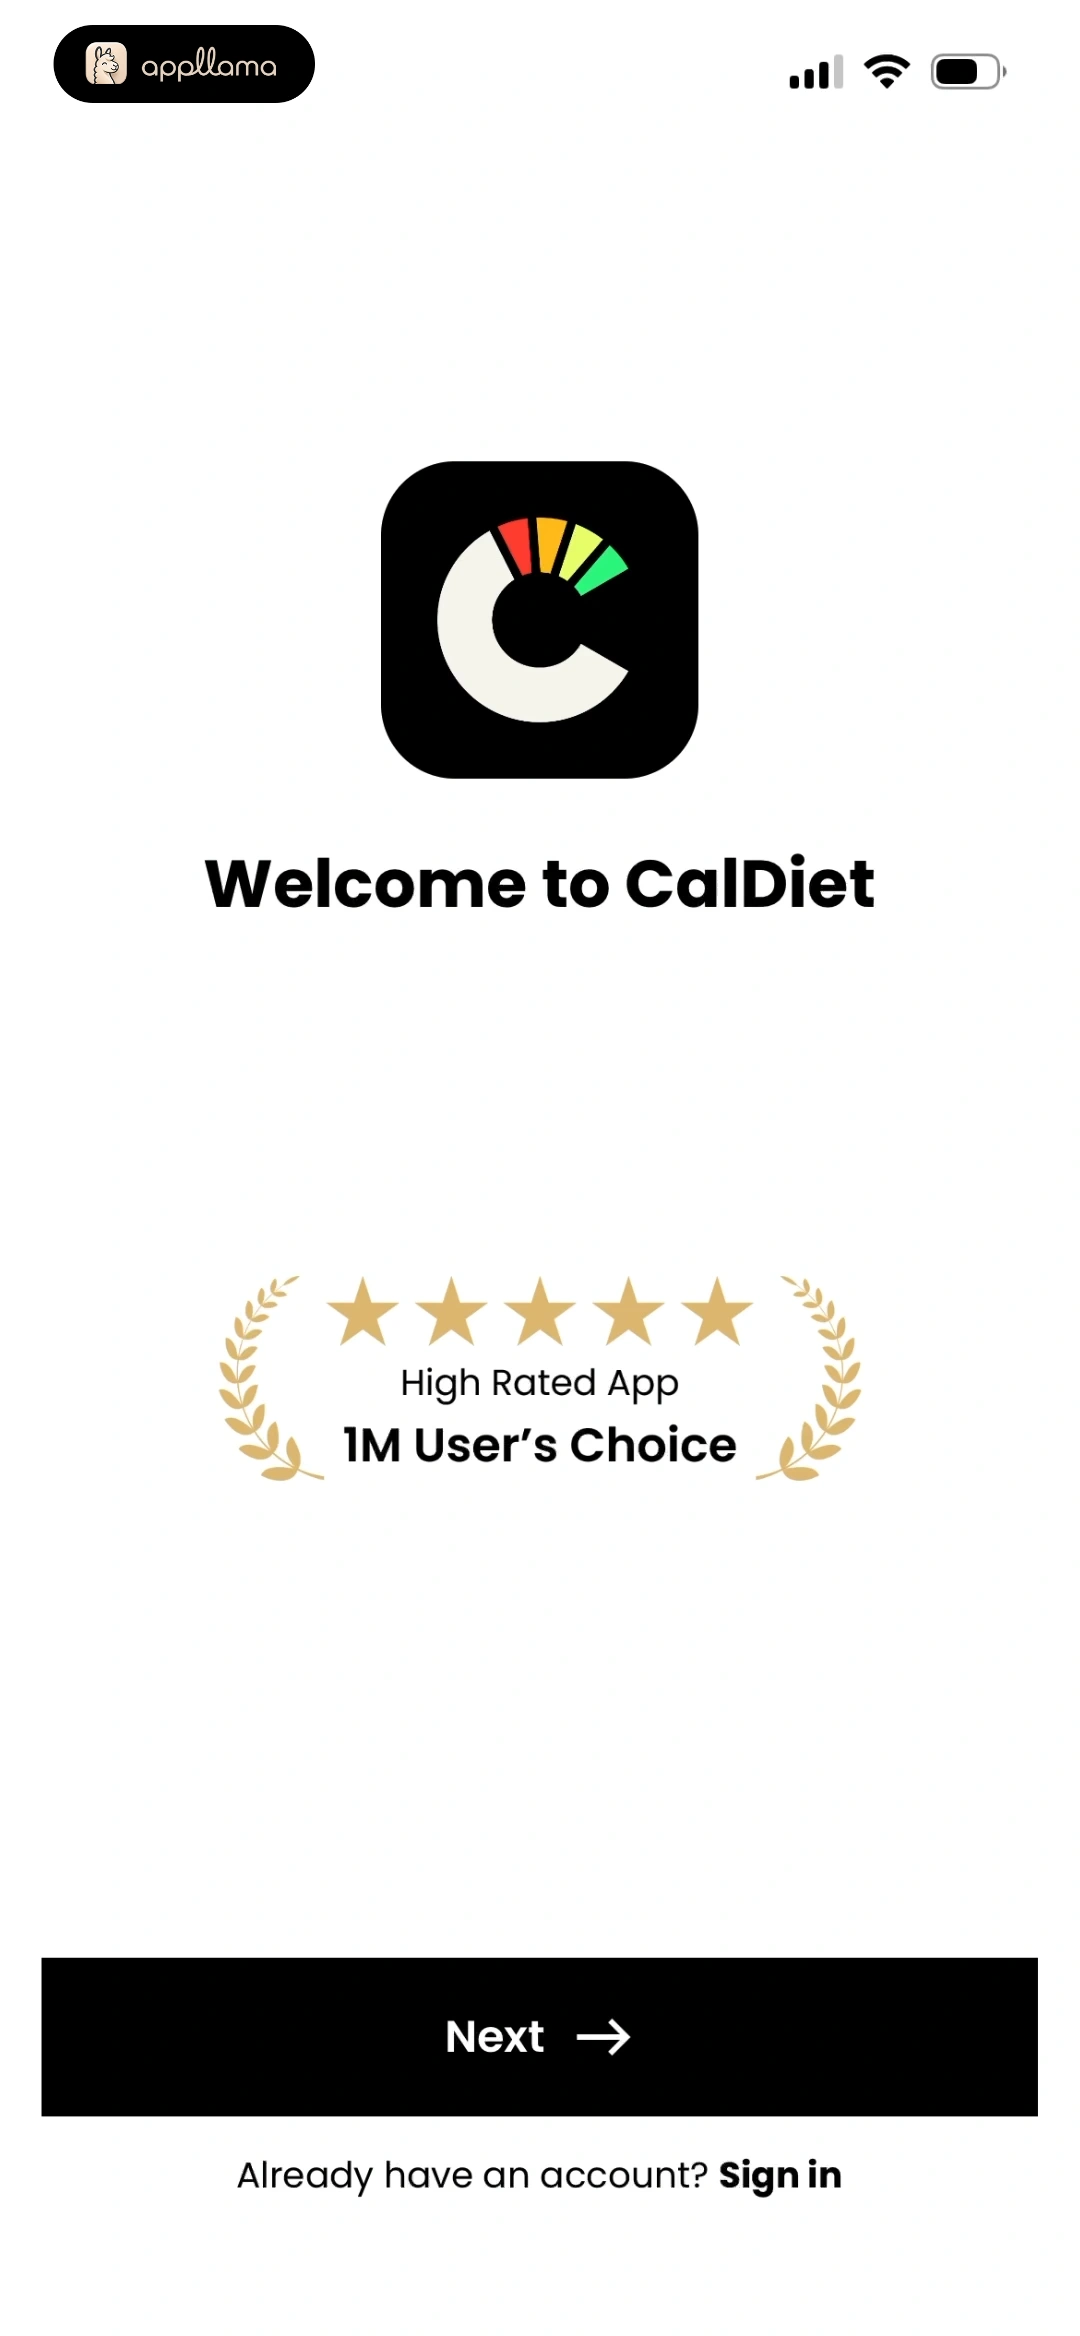 appllama
Welcome to CalDiet
High Rated App
1M User’s Choice
Next
Already have an account? Sign in